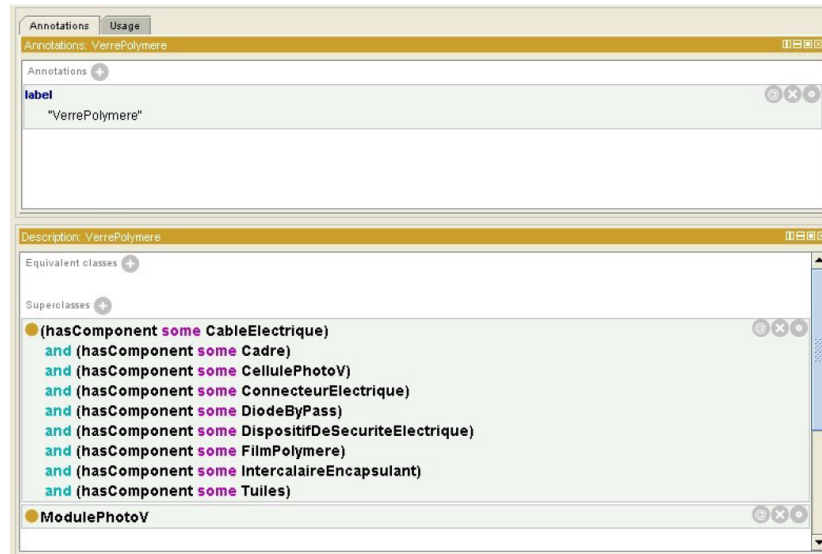 Annotations Usage
Annotations: VerrePolymere
Annotations
label
"VerrePolymere"
Description: VerrePolymere
Equivalent classes
Superclasses
(hasComponent some CableElectrique)
and (hasComponent some Cadre)
and (hasComponent some CellulePhotoV)
and (hasComponent some ConnecteurElectrique)
and (hasComponent some DiodeByPass)
and (hasComponent some DispositifDeSecuriteElectrique)
and (hasComponent some FilmPolymere)
and (hasComponent some IntercalaireEncapsulant)
and (hasComponent some Tuiles)
ModulePhotoV